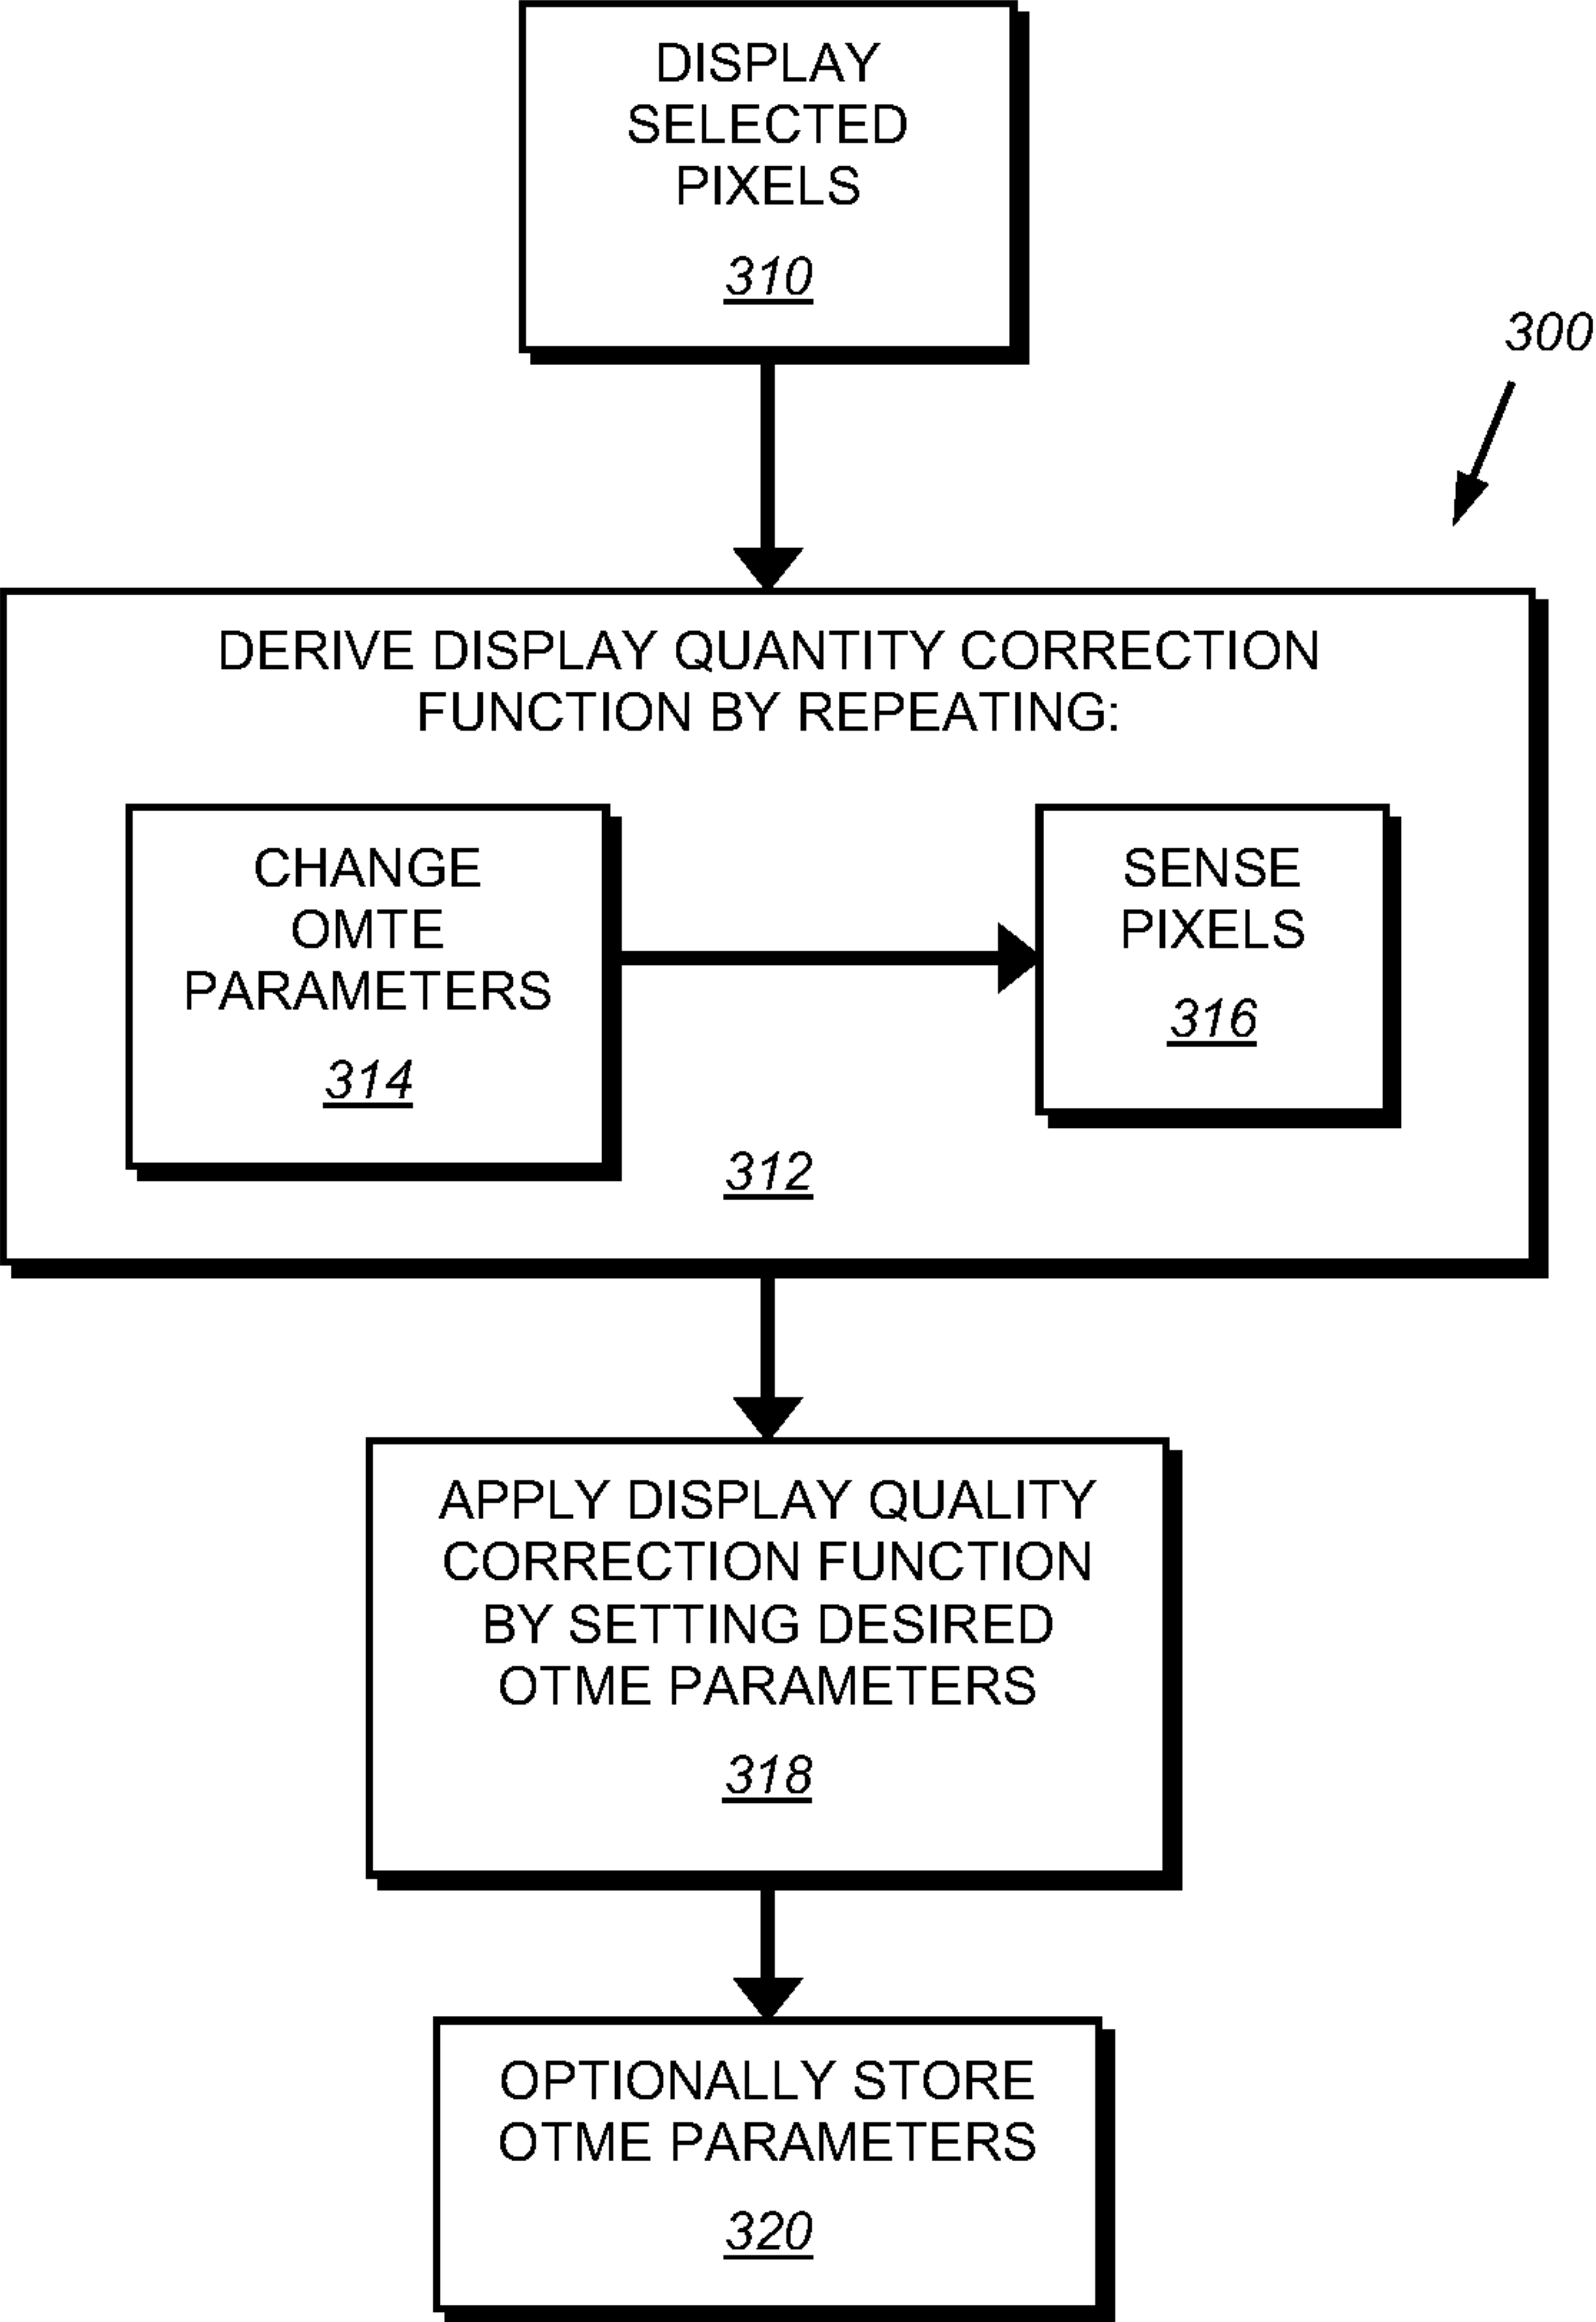 DISPLAY
SELECTED
PIXELS
310
300
DERIVE DISPLAY QUANTITY CORRECTION
FUNCTION BY REPEATING:
CHANGE
OMTE
PARAMETERS
314
SENSE
PIXELS
316
312
APPLY DISPLAY QUALITY
CORRECTION FUNCTION
BY SETTING DESIRED
OTME PARAMETERS
318
OPTIONALLY STORE
OTME PARAMETERS
320